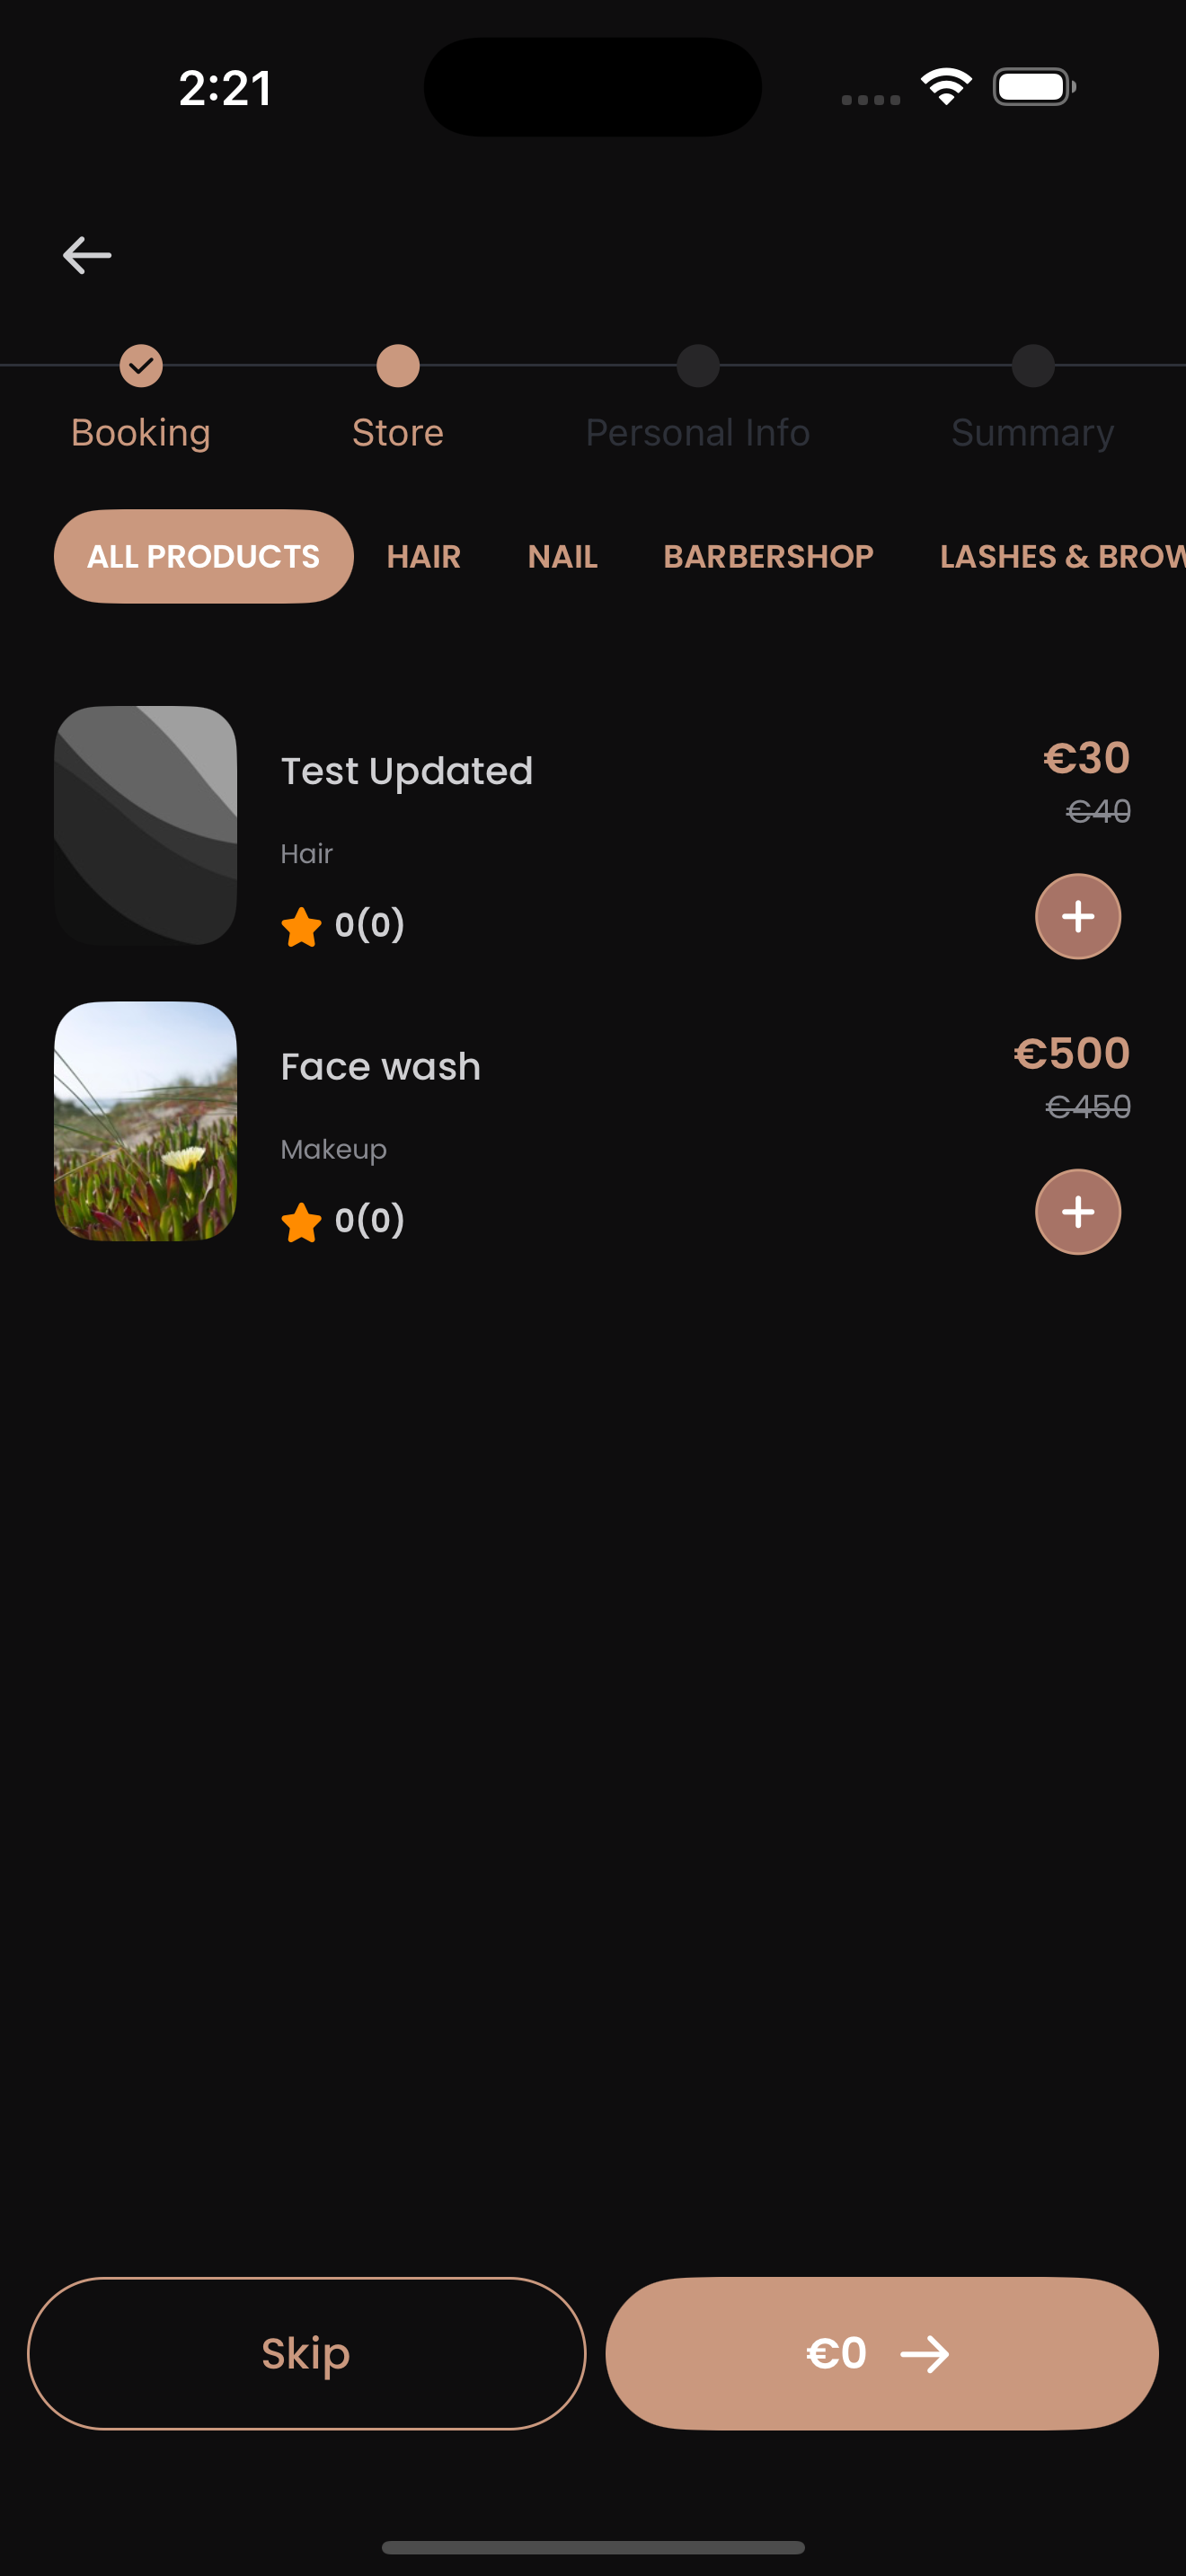 2:21
Booking Store Personal Info Summary
ALL PRODUCTS HAIR NAIL BARBERSHOP LASHES & BROW
Test Updated
€30
€40
Hair
0(0)
Face wash
€500
€450
Makeup
0(0)
Skip €0